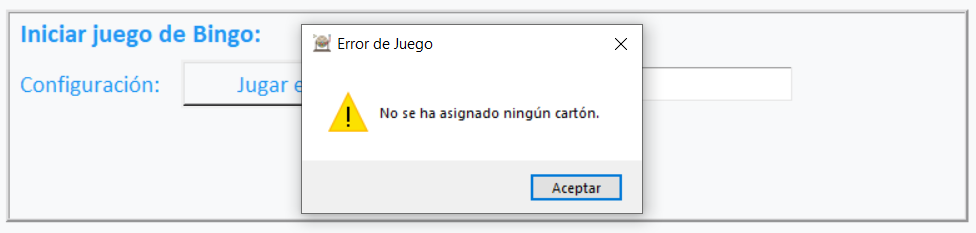 Iniciar juego de Bingo:
Error de Juego
Configuración:
Jugar e
No se ha asignado ningún cartón.
Aceptar